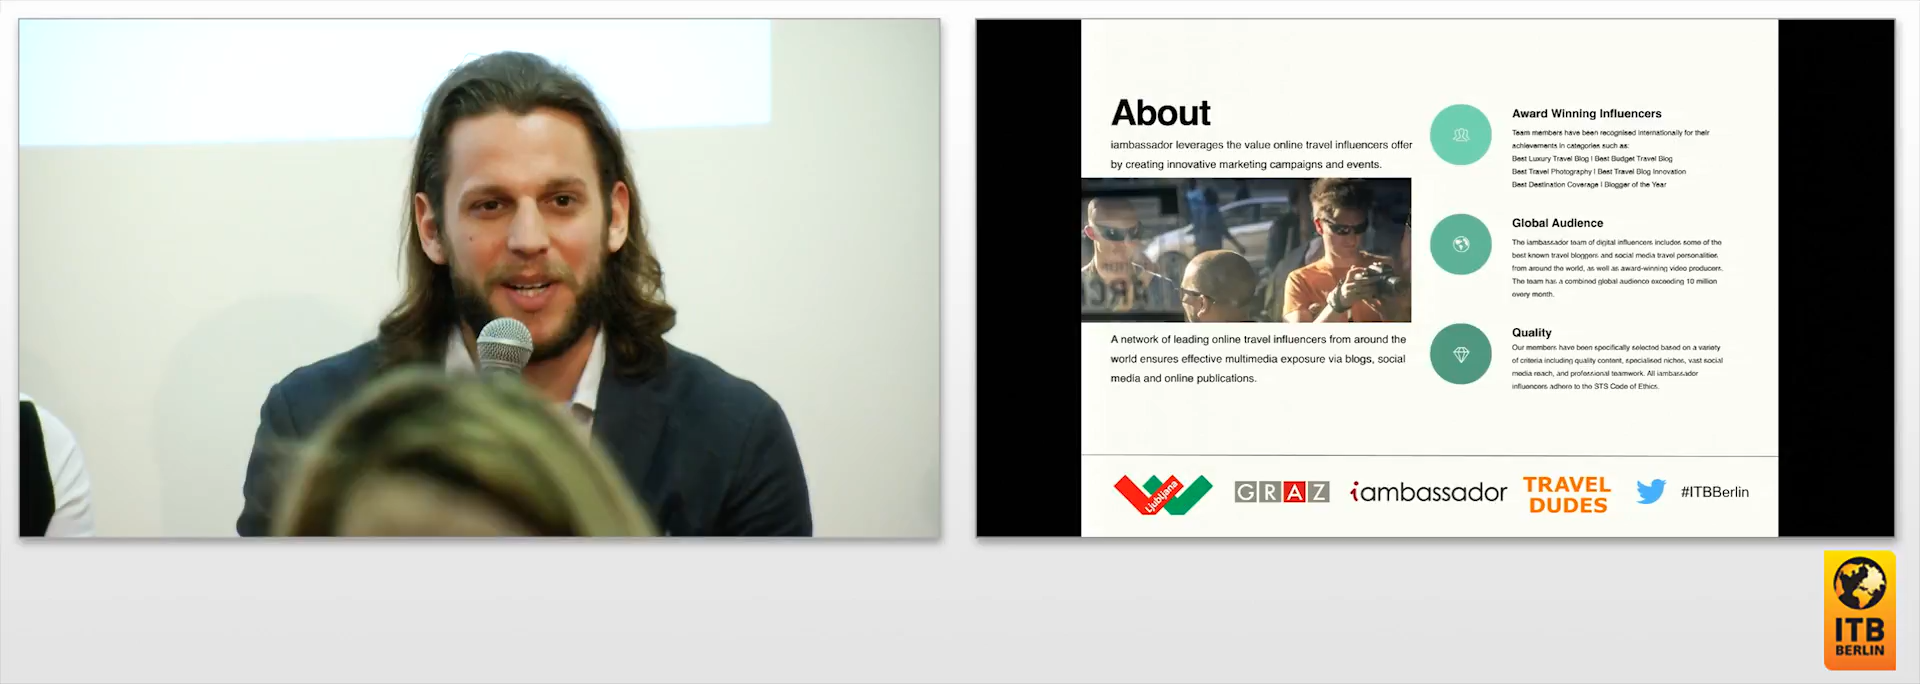 About
iambassador leverages the value online travel influencers offer
by creating innovative marketing campaigns and events.
A network of leading online travel influencers from around the
world ensures effective multimedia exposure via blogs, social
media and online publications.
Award Winning Influencers
Team members have been recognised internationally for their
achievements in categories such as:
Best Luxury Travel Blog | Best Budget Travel Blog
Best Travel Photography | Best Travel Blog Innovation
Best Destination Coverage | Blogger of the Year
Global Audience
The iambassador team of digital influencers includes some of the
best known travel bloggers and social media travel personalities
from around the world, as well as award-winning video producers.
The team has a combined global audience exceeding 10 million
every month.
Quality
Our members have been specifically selected based on a variety
of criteria including quality content, specialised niches, vast social
media reach, and professional teamwork. All iambassador
influencers adhere to the STS Code of Ethics.
Ljubljana
GRAZ
iambassador
TRAVEL
DUDES
#ITBBerlin
ITB
BERLIN